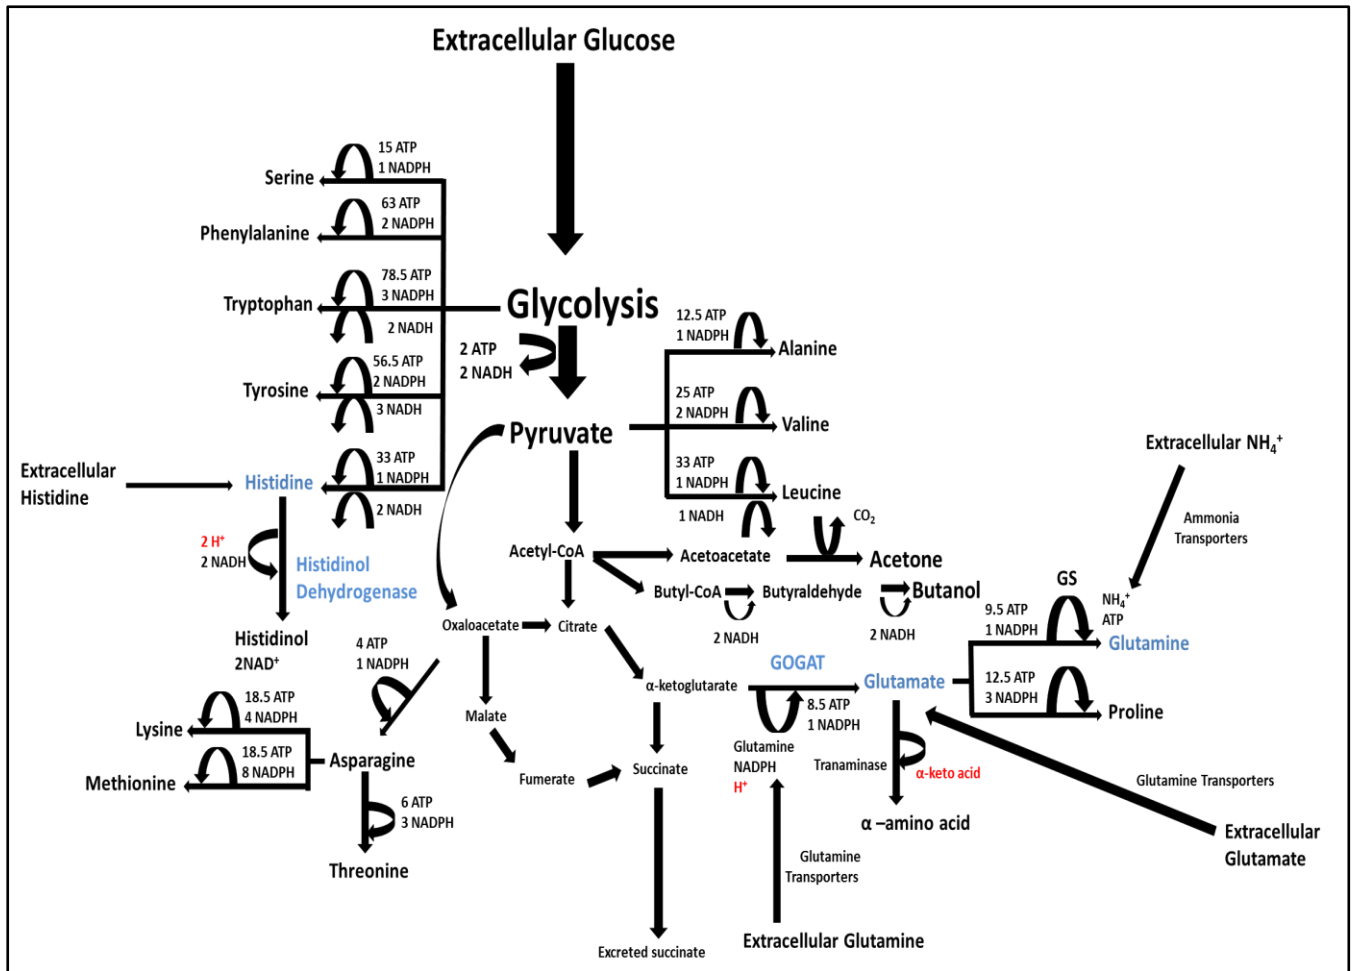 Extracellular Glucose
15 ATP
1 NADPH
Serine
63 ATP
2 NADPH
Phenylalanine
78.5 ATP
3 NADPH
Tryptophan
2 NADH
56.5 ATP
2 NADPH
Tyrosine
3 NADH
33 ATP
1 NADPH
Extracellular
Histidine
Histidine
2 NADH
2 H⁺
2 NADH
Histidinol
Dehydrogenase
Histidinol
2NAD⁺
Glycolysis
2 ATP
2 NADH
Pyruvate
12.5 ATP
1 NADPH
Alanine
25 ATP
2 NADPH
Valine
33 ATP
1 NADPH
Leucine
1 NADH
CO₂
Acetyl-CoA
Acetoacetate
Acetone
Butyl-CoA
Butyraldehyde
Butanol
2 NADH
2 NADH
Oxaloacetate
Citrate
4 ATP
1 NADPH
Malate
Fumerate
Succinate
α-ketoglutarate
Excreted succinate
18.5 ATP
4 NADPH
Lysine
18.5 ATP
8 NADPH
Methionine
Asparagine
6 ATP
3 NADPH
Threonine
GOGAT
8.5 ATP
1 NADPH
Glutamine
NADPH
H⁺
Glutamine
Transporters
Extracellular Glutamine
Glutamate
Tranaminase
α-keto acid
α –amino acid
Extracellular NH₄⁺
Ammonia
Transporters
GS
NH₄⁺
ATP
9.5 ATP
1 NADPH
Glutamine
12.5 ATP
3 NADPH
Proline
Glutamine Transporters
Extracellular
Glutamate